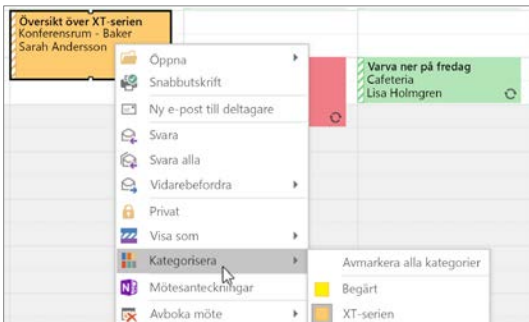 Översikt över XT-serien
Konferensrum - Baker
Sarah Andersson
Varva ner på fredag
Cafeteria
Lisa Holmgren
Öppna
Snabbutskrift
Ny e-post till deltagare
Svara
Svara alla
Vidarebefordra
Privat
Visa som
Kategorisera
Mötesanteckningar
Avboka möte
Avmarkera alla kategorier
Begärt
XT-serien